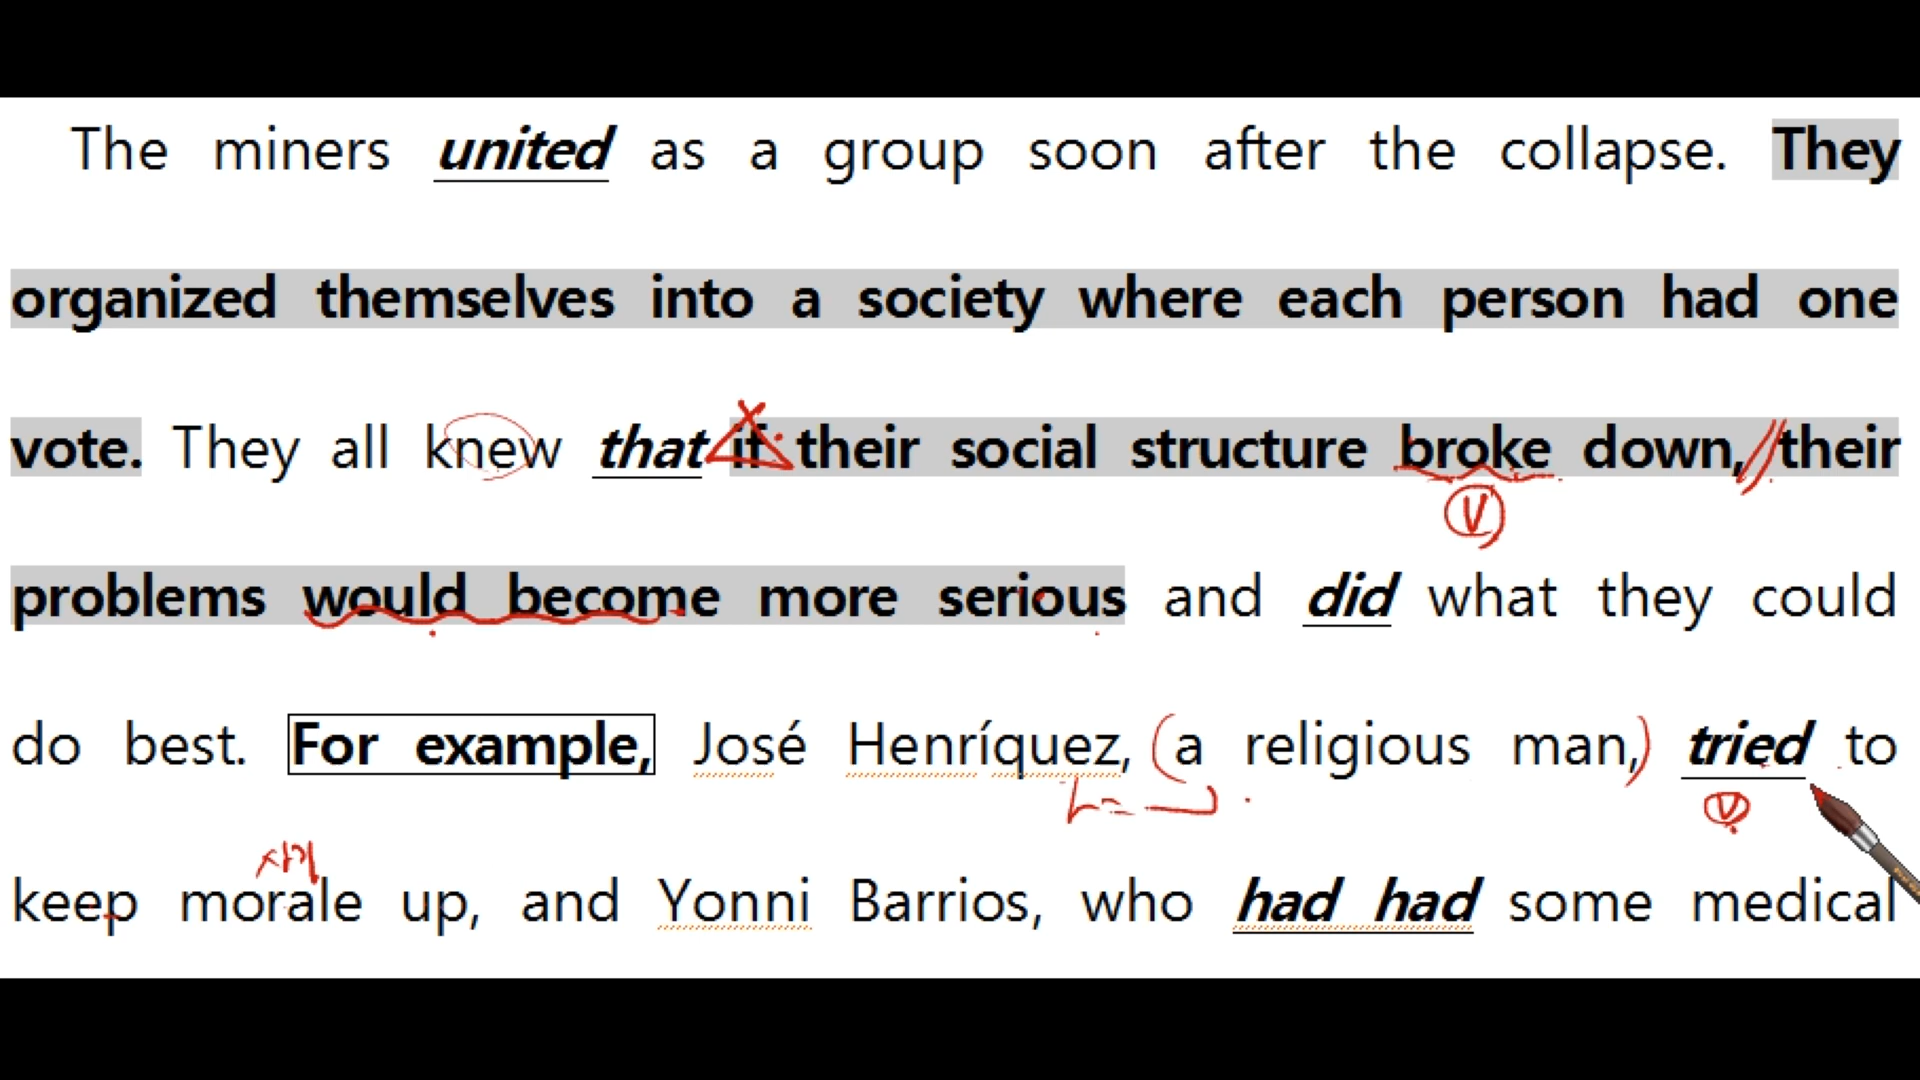 The miners united as a group soon after the collapse. They
organized themselves into a society where each person had one
vote. They all knew that if their social structure broke down, their
V
problems would become more serious and did what they could
do best. For example, José Henríquez, (a religious man,) tried to
V
사기
keep morale up, and Yonni Barrios, who had had some medical